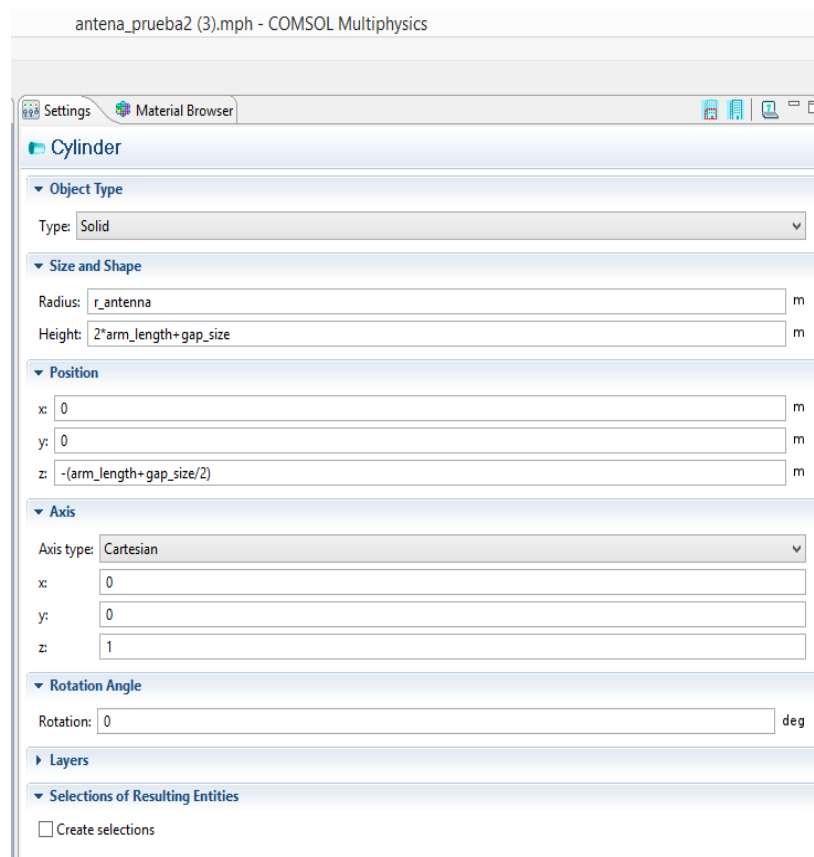 antena_prueba2 (3).mph - COMSOL Multiphysics
Settings Material Browser
Cylinder
Object Type
Type: Solid
Size and Shape
Radius: r_antenna m
Height: 2*arm_length+gap_size m
Position
x: 0 m
y: 0 m
z: -(arm_length+gap_size/2) m
Axis
Axis type: Cartesian
x: 0
y: 0
z: 1
Rotation Angle
Rotation: 0 deg
Layers
Selections of Resulting Entities
Create selections